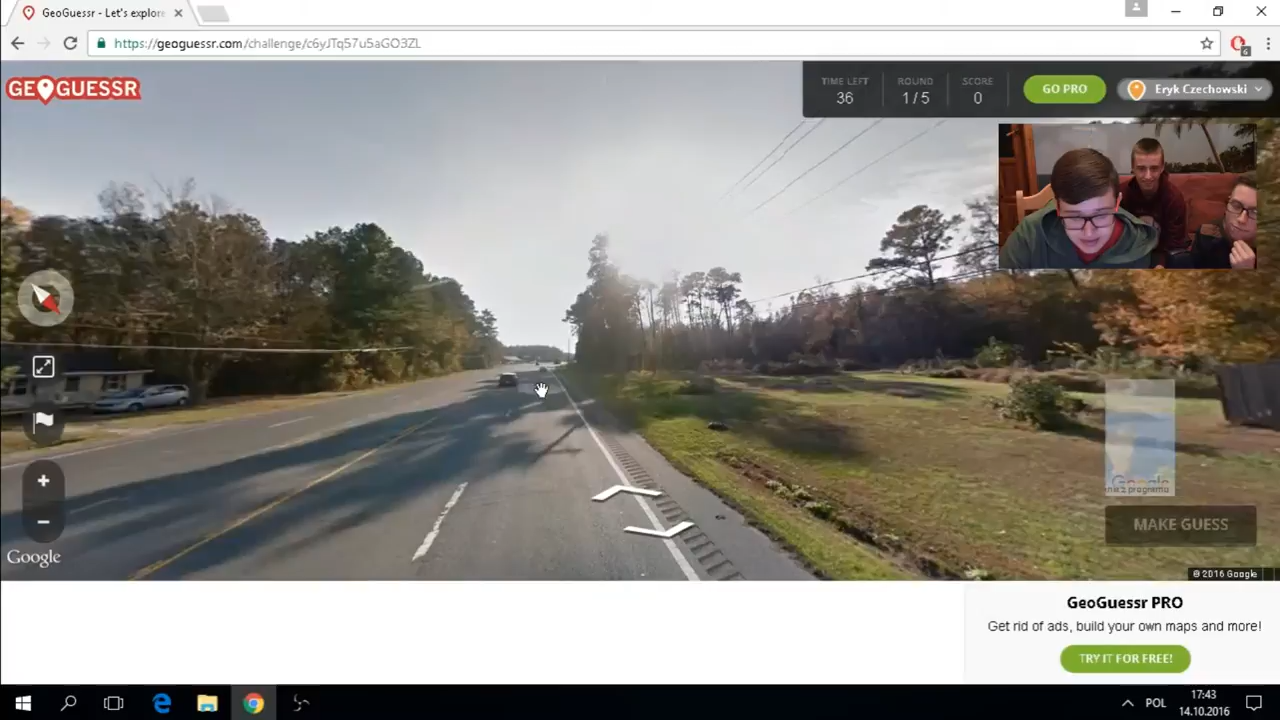 GeoGuessr - Let's explore
https://geoguessr.com/challenge/c6yJTq57u5aGO3ZL
6
GEOGUESSR
TIME LEFT
36
ROUND
1/5
SCORE
0
GO PRO
Eryk Czechowski
MAKE GUESS
Google
Google
© 2016 Google
GeoGuessr PRO
Get rid of ads, build your own maps and more!
TRY IT FOR FREE!
POL
17:43
14.10.2016